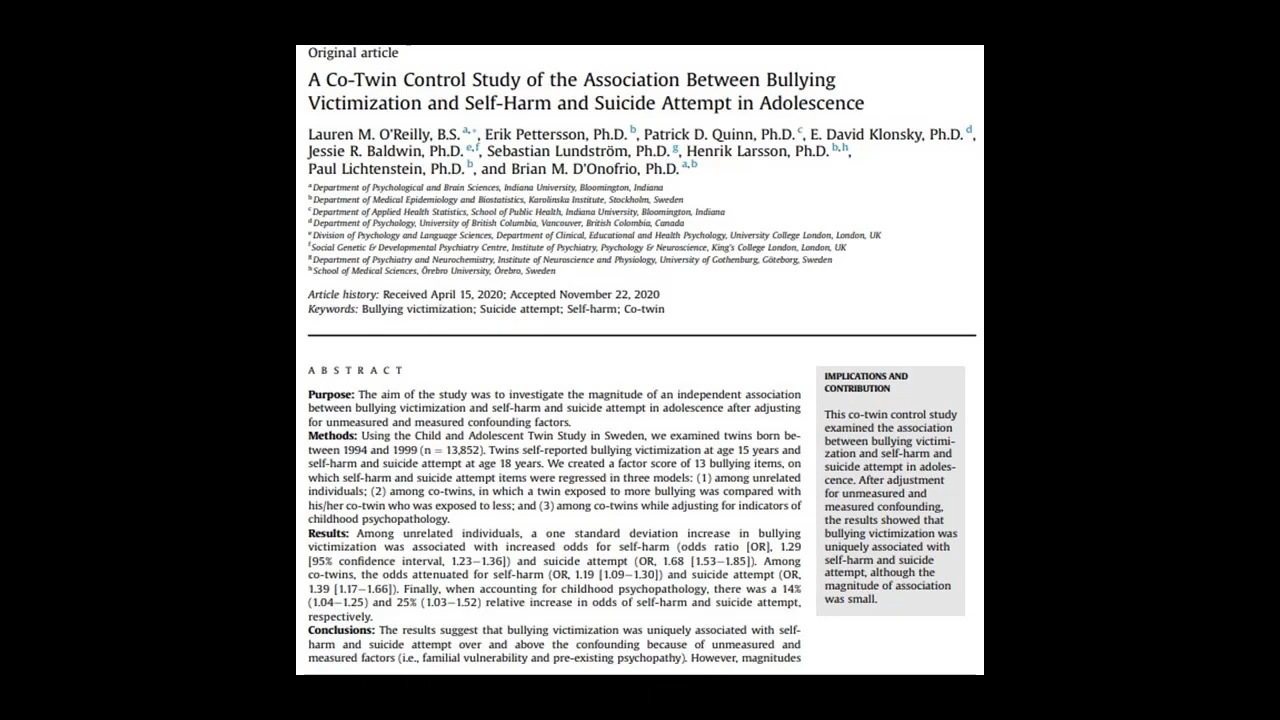 Original article
A Co-Twin Control Study of the Association Between Bullying
Victimization and Self-Harm and Suicide Attempt in Adolescence
Lauren M. O'Reilly, B.S. a,*, Erik Pettersson, Ph.D. b, Patrick D. Quinn, Ph.D. c, E. David Klonsky, Ph.D. d,
Jessie R. Baldwin, Ph.D. e,f, Sebastian Lundström, Ph.D. g, Henrik Larsson, Ph.D. b,h,
Paul Lichtenstein, Ph.D. b, and Brian M. D'Onofrio, Ph.D. a,b
a Department of Psychological and Brain Sciences, Indiana University, Bloomington, Indiana
b Department of Medical Epidemiology and Biostatistics, Karolinska Institute, Stockholm, Sweden
c Department of Applied Health Statistics, School of Public Health, Indiana University, Bloomington, Indiana
d Department of Psychology, University of British Columbia, Vancouver, British Colombia, Canada
e Division of Psychology and Language Sciences, Department of Clinical, Educational and Health Psychology, University College London, London, UK
f Social Genetic & Developmental Psychiatry Centre, Institute of Psychiatry, Psychology & Neuroscience, King's College London, London, UK
g Department of Psychiatry and Neurochemistry, Institute of Neuroscience and Physiology, University of Gothenburg, Göteborg, Sweden
h School of Medical Sciences, Örebro University, Örebro, Sweden
Article history: Received April 15, 2020; Accepted November 22, 2020
Keywords: Bullying victimization; Suicide attempt; Self-harm; Co-twin
A B S T R A C T
Purpose: The aim of the study was to investigate the magnitude of an independent association
between bullying victimization and self-harm and suicide attempt in adolescence after adjusting
for unmeasured and measured confounding factors.
Methods: Using the Child and Adolescent Twin Study in Sweden, we examined twins born be-
tween 1994 and 1999 (n = 13,852). Twins self-reported bullying victimization at age 15 years and
self-harm and suicide attempt at age 18 years. We created a factor score of 13 bullying items, on
which self-harm and suicide attempt items were regressed in three models: (1) among unrelated
individuals; (2) among co-twins, in which a twin exposed to more bullying was compared with
his/her co-twin who was exposed to less; and (3) among co-twins while adjusting for indicators of
childhood psychopathology.
Results: Among unrelated individuals, a one standard deviation increase in bullying
victimization was associated with increased odds for self-harm (odds ratio [OR], 1.29
[95% confidence interval, 1.23–1.36]) and suicide attempt (OR, 1.68 [1.53–1.85]). Among
co-twins, the odds attenuated for self-harm (OR, 1.19 [1.09–1.30]) and suicide attempt (OR,
1.39 [1.17–1.66]). Finally, when accounting for childhood psychopathology, there was a 14%
(1.04–1.25) and 25% (1.03–1.52) relative increase in odds of self-harm and suicide attempt,
respectively.
Conclusions: The results suggest that bullying victimization was uniquely associated with self-
harm and suicide attempt over and above the confounding because of unmeasured and
measured factors (i.e., familial vulnerability and pre-existing psychopathy). However, magnitudes
IMPLICATIONS AND
CONTRIBUTION
This co-twin control study
examined the association
between bullying victimi-
zation and self-harm and
suicide attempt in adoles-
cence. After adjustment
for unmeasured and
measured confounding,
the results showed that
bullying victimization was
uniquely associated with
self-harm and suicide
attempt, although the
magnitude of association
was small.